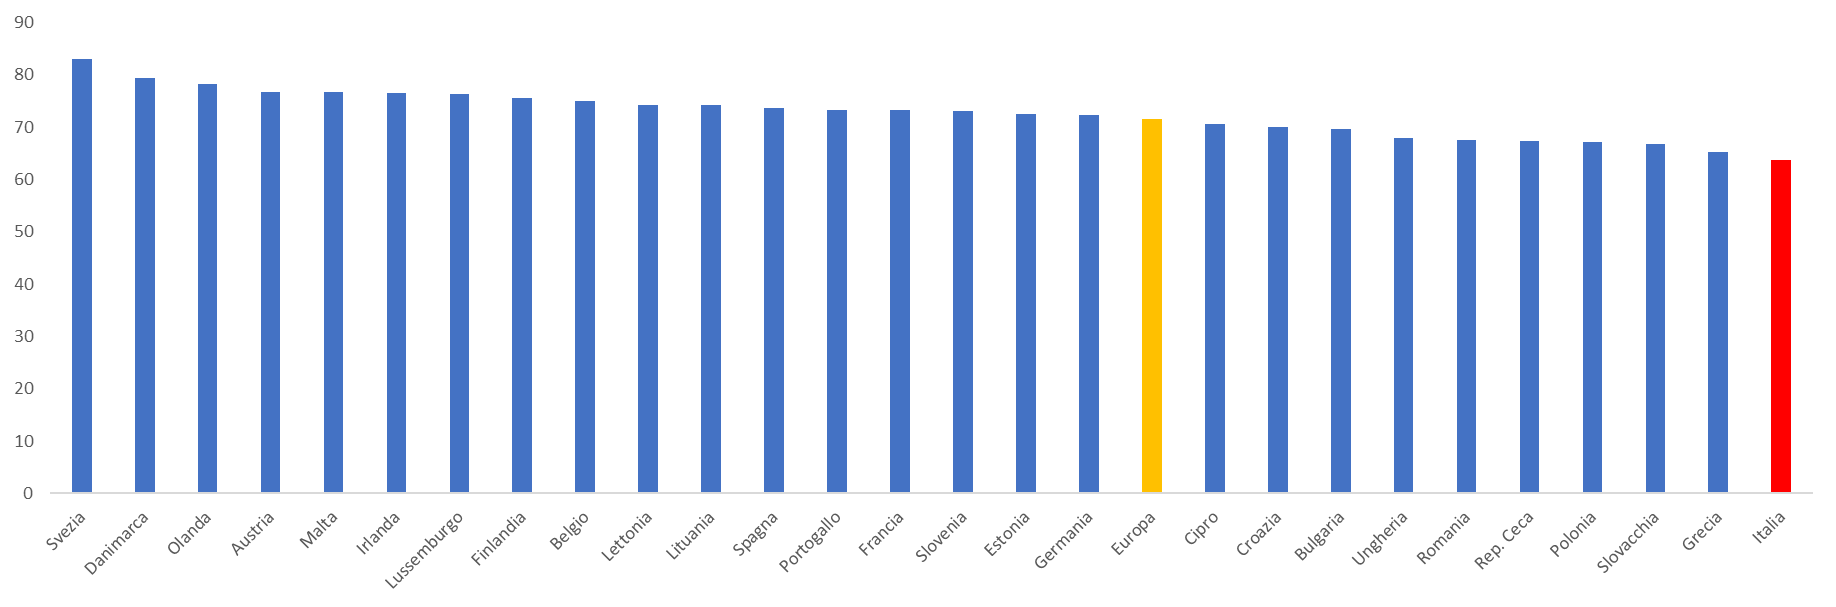 90
80
70
60
50
40
30
20
10
0
Svezia
Danimarca
Olanda
Austria
Malta
Irlanda
Lussemburgo
Finlandia
Belgio
Lettonia
Lituania
Spagna
Portogallo
Francia
Slovenia
Estonia
Germania
Europa
Cipro
Croazia
Bulgaria
Ungheria
Romania
Rep. Ceca
Polonia
Slovacchia
Grecia
Italia